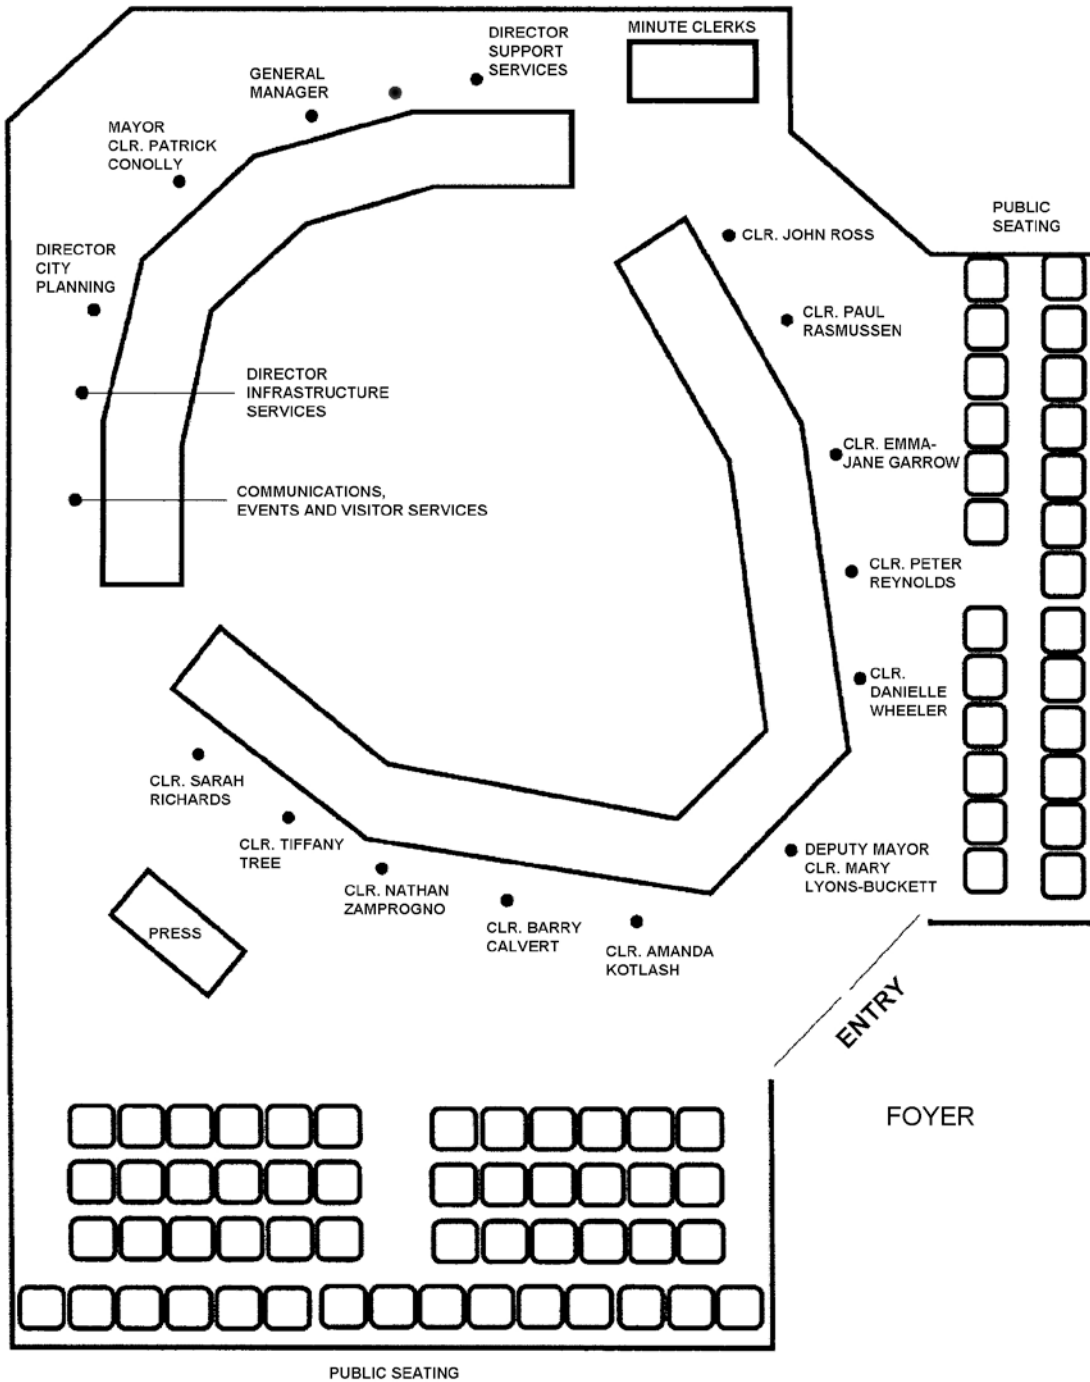 MINUTE CLERKS
DIRECTOR
SUPPORT
SERVICES
GENERAL
MANAGER
MAYOR
CLR. PATRICK
CONOLLY
PUBLIC
SEATING
CLR. JOHN ROSS
DIRECTOR
CITY
PLANNING
CLR. PAUL
RASMUSSEN
DIRECTOR
INFRASTRUCTURE
SERVICES
CLR. EMMA-
JANE GARROW
COMMUNICATIONS,
EVENTS AND VISITOR SERVICES
CLR. PETER
REYNOLDS
CLR.
DANIELLE
WHEELER
CLR. SARAH
RICHARDS
CLR. TIFFANY
TREE
DEPUTY MAYOR
CLR. MARY
LYONS-BUCKETT
CLR. NATHAN
ZAMPROGNO
CLR. BARRY
CALVERT
PRESS
CLR. AMANDA
KOTLASH
ENTRY
FOYER
PUBLIC SEATING